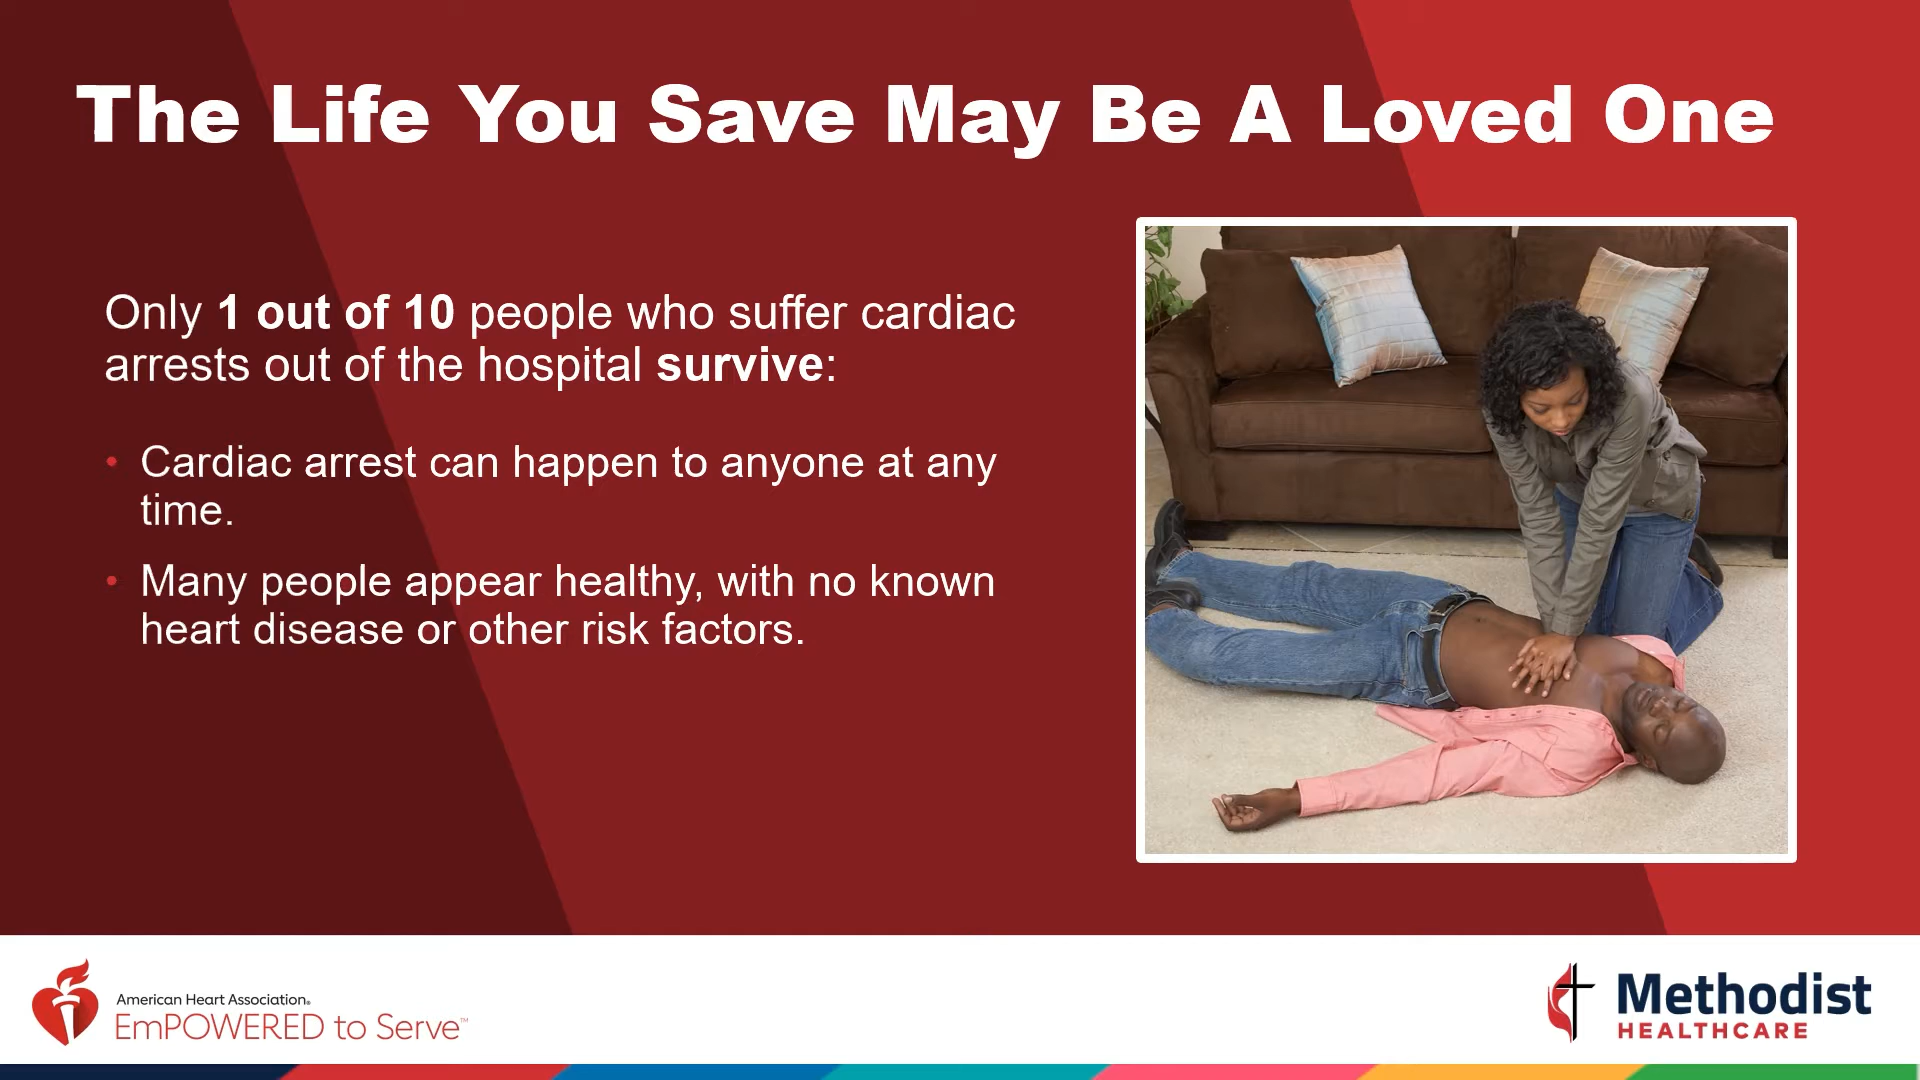 The Life You Save May Be A Loved One
Only 1 out of 10 people who suffer cardiac
arrests out of the hospital survive:
• Cardiac arrest can happen to anyone at any
time.
• Many people appear healthy, with no known
heart disease or other risk factors.
American Heart Association®
EmPOWERED to Serve™
Methodist
HEALTHCARE